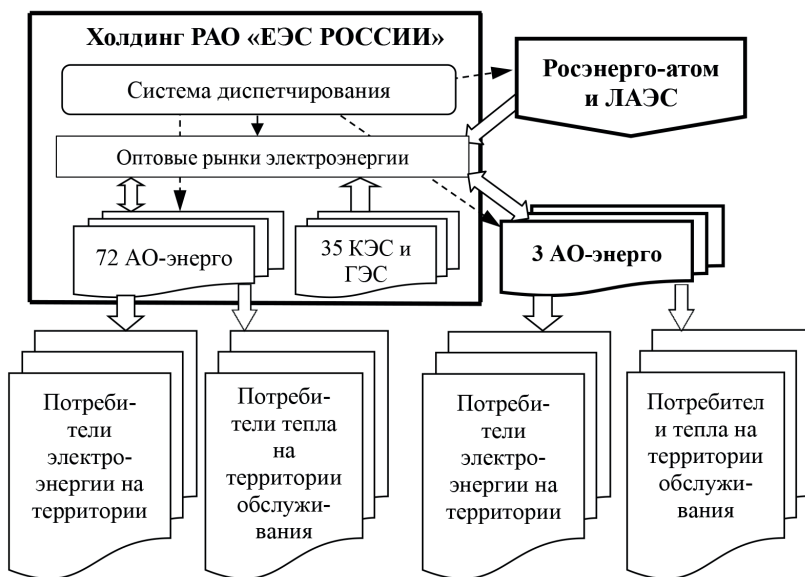 Холдинг РАО «ЕЭС РОССИИ»
Система диспетчирования
Росэнерго-атом
и ЛАЭС
Оптовые рынки электроэнергии
72 АО-энерго
35 КЭС и
ГЭС
3 АО-энерго
Потреби-
тели
электро-
энергии на
территории
Потреби-
тели тепла
на
территории
обслужи-
вания
Потреби-
тели
электро-
энергии на
территории
Потребител
и тепла на
территории
обслужи-
вания